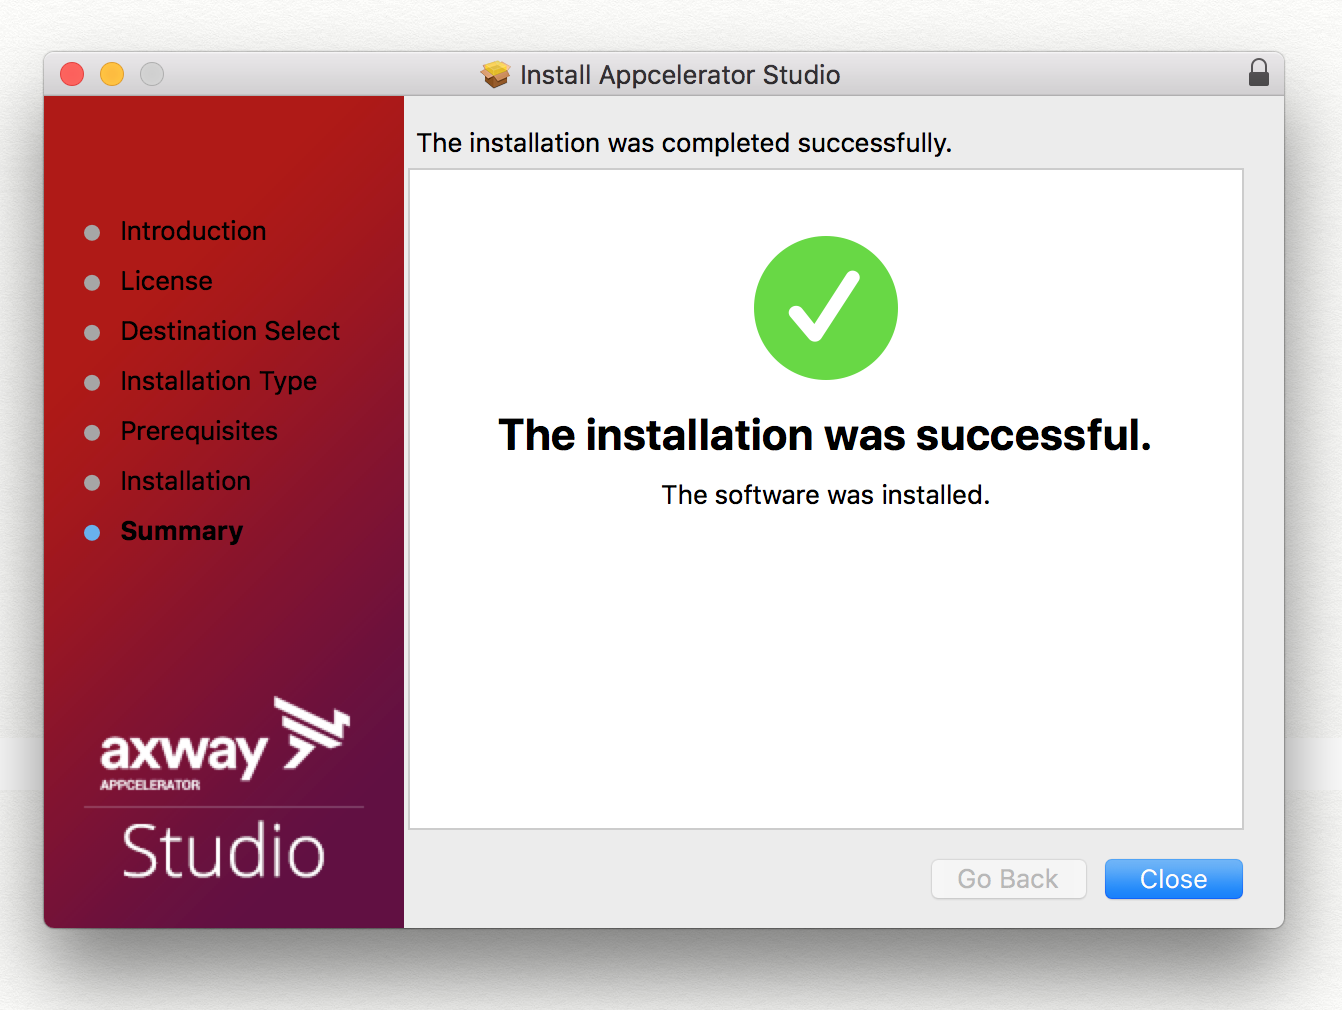 Install Appcelerator Studio
The installation was completed successfully.
Introduction
License
Destination Select
Installation Type
Prerequisites
Installation
Summary
The installation was successful.
The software was installed.
axway
APPCELERATOR
Studio
Go Back
Close